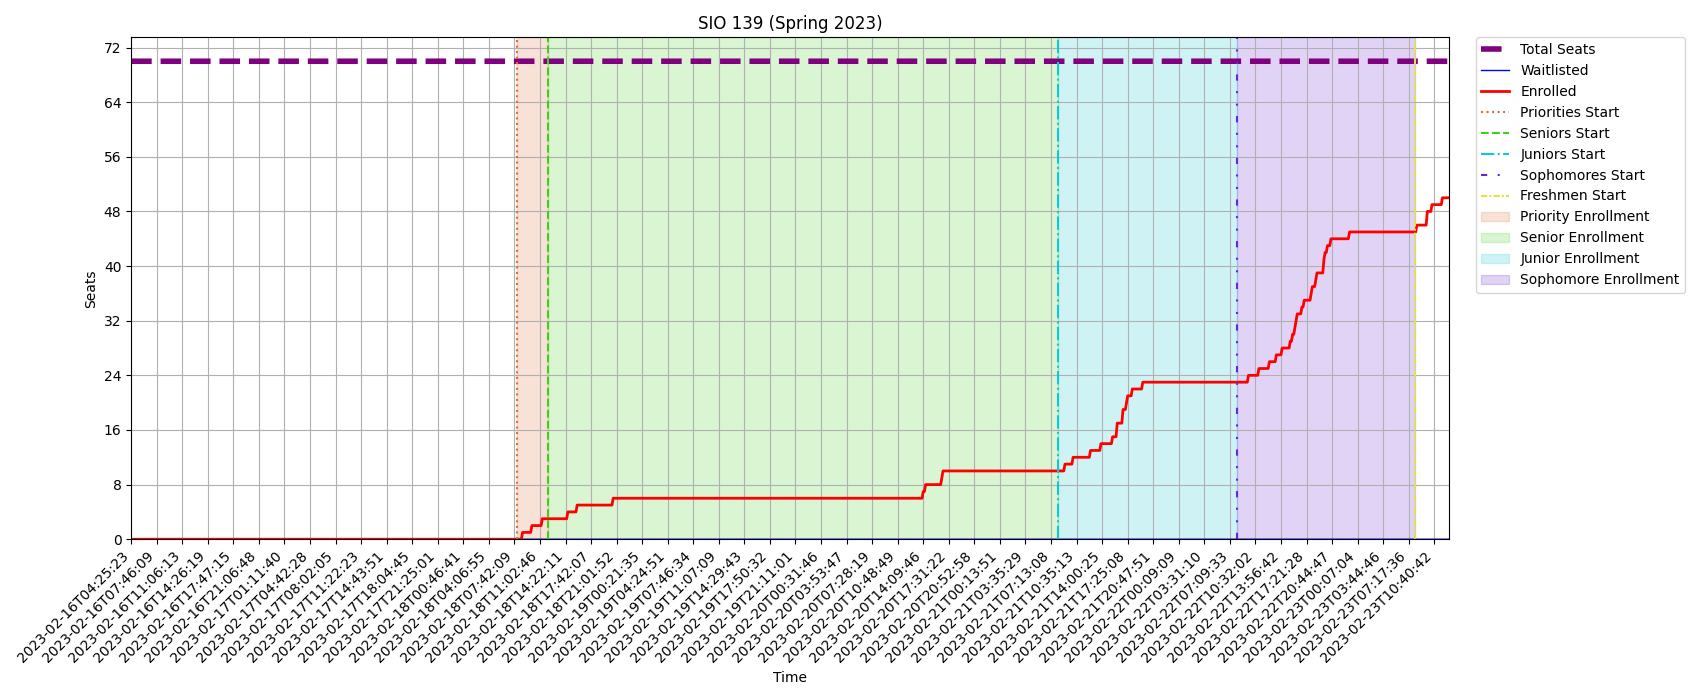 SIO 139 (Spring 2023)
72
64
56
48
40
32
24
16
8
0
Seats
2023-02-16T04:25:23
2023-02-16T07:46:09
2023-02-16T11:06:13
2023-02-16T14:26:19
2023-02-16T17:47:15
2023-02-16T21:06:48
2023-02-17T01:11:40
2023-02-17T04:42:28
2023-02-17T08:02:05
2023-02-17T11:22:23
2023-02-17T14:43:51
2023-02-17T18:04:45
2023-02-17T21:25:01
2023-02-18T00:46:41
2023-02-18T04:06:55
2023-02-18T07:42:09
2023-02-18T11:02:46
2023-02-18T14:22:11
2023-02-18T17:42:07
2023-02-18T21:01:52
2023-02-19T00:21:35
2023-02-19T04:24:51
2023-02-19T07:46:34
2023-02-19T11:07:09
2023-02-19T14:29:43
2023-02-19T17:50:32
2023-02-19T21:11:01
2023-02-20T00:31:46
2023-02-20T03:53:47
2023-02-20T07:28:19
2023-02-20T10:48:49
2023-02-20T14:09:46
2023-02-20T17:31:22
2023-02-20T20:52:58
2023-02-21T00:13:51
2023-02-21T03:35:29
2023-02-21T07:13:08
2023-02-21T10:35:13
2023-02-21T14:00:25
2023-02-21T17:25:08
2023-02-21T20:47:51
2023-02-22T00:09:09
2023-02-22T03:31:10
2023-02-22T07:09:33
2023-02-22T10:32:02
2023-02-22T13:56:42
2023-02-22T17:21:28
2023-02-22T20:44:47
2023-02-23T00:07:04
2023-02-23T03:44:46
2023-02-23T07:17:36
2023-02-23T10:40:42
Time
Total Seats
Waitlisted
Enrolled
Priorities Start
Seniors Start
Juniors Start
Sophomores Start
Freshmen Start
Priority Enrollment
Senior Enrollment
Junior Enrollment
Sophomore Enrollment